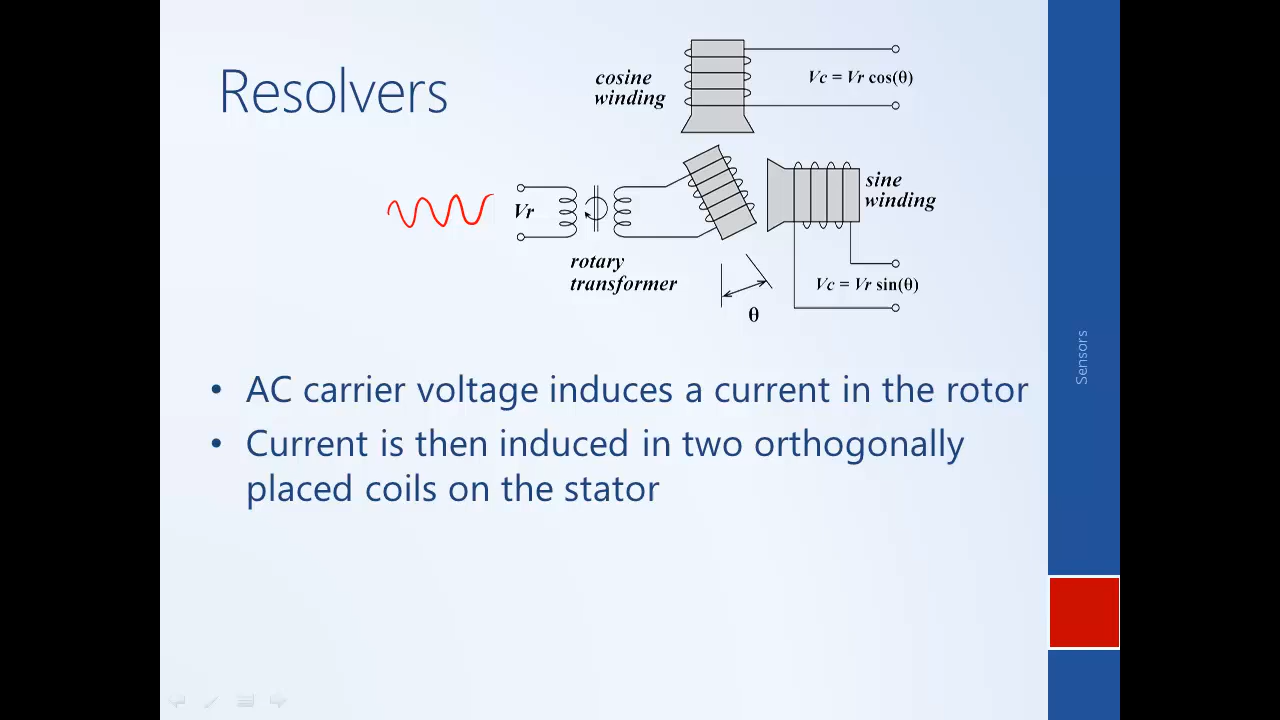 Resolvers
cosine
winding
Vc = Vr cos(θ)
Vr
sine
winding
rotary
transformer
Vc = Vr sin(θ)
θ
• AC carrier voltage induces a current in the rotor
• Current is then induced in two orthogonally
placed coils on the stator
Sensors